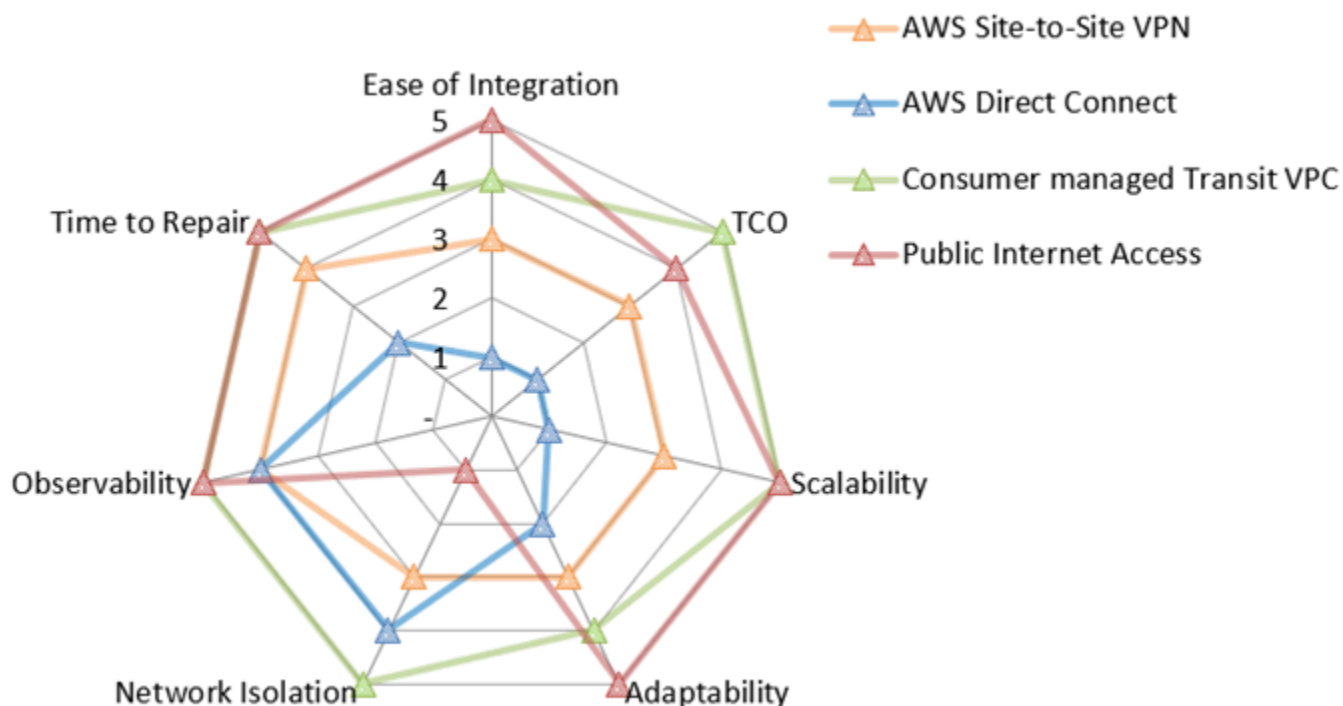 AWS Site-to-Site VPN
AWS Direct Connect
Consumer managed Transit VPC
Public Internet Access
Ease of Integration
5
4
3
2
1
-
TCO
Scalability
Adaptability
Network Isolation
Observability
Time to Repair